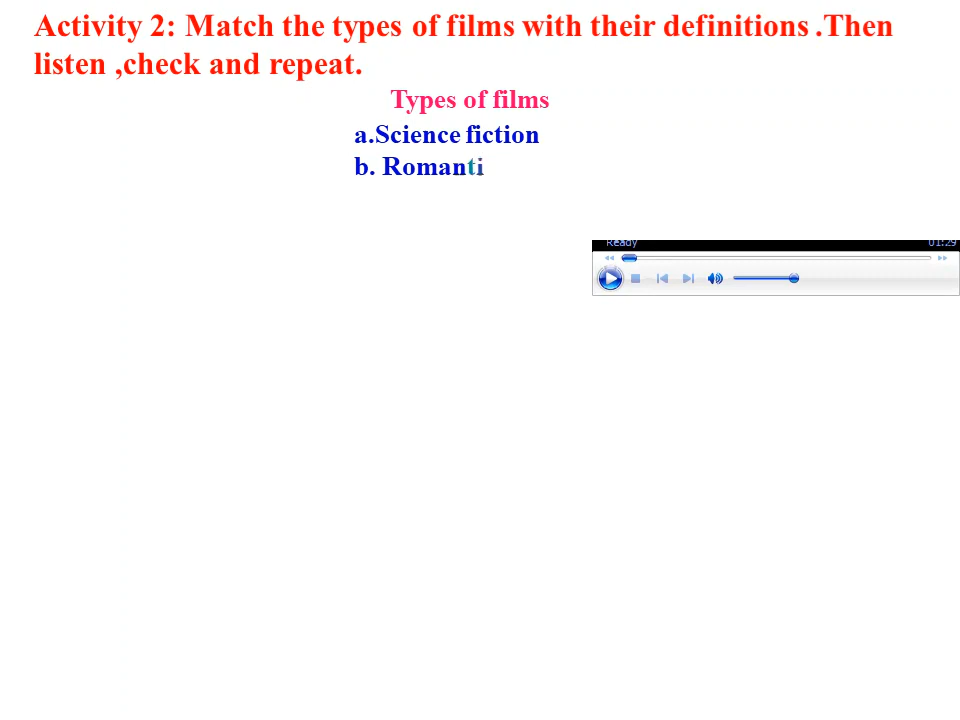 Activity 2: Match the types of films with their definitions .Then
listen ,check and repeat.
Types of films
a.Science fiction
b. Romanti
Ready 01:29